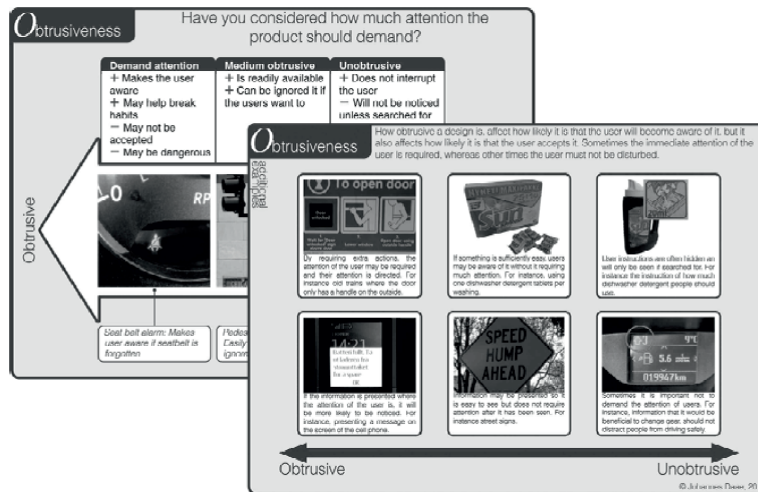 Obtrusiveness
Have you considered how much attention the
product should demand?
Demand attention
+ Makes the user
aware
+ May help break
habits
− May not be
accepted
− May be dangerous
Medium obtrusive
+ Is readily available
+ Can be ignored it if
the users want to
Unobtrusive
+ Does not interrupt
the user
− Will not be noticed
unless searched for
Obtrusive
Seat belt alarm: Makes
user aware if seatbelt is
forgotten
Easily
Obtrusiveness
How obtrusive a design is, affect how likely it is that the user will become aware of it, but it
also affects how likely it is that the user accepts it. Sometimes the immediate attention of the
user is required, whereas other times the user must not be disturbed.
additional
examples
To open door
By requiring extra actions, the
attention of the user may be required
and their attention is directed. For
instance old trains where the door
only has a handle on the outside.
Sun
If something is sufficiently easy, users
may be aware of it without it requiring
much attention. For instance, using
one dishwasher detergent tablets per
washing.
User instructions are often hidden an
will only be seen if searched for. For
instance the instruction of how much
dishwasher detergent people should
use.
14:21
OK
If the information is presented where
the attention of the user is, it will
be more likely to be noticed. For
instance, presenting a message on
the screen of the cell phone.
SPEED
HUMP
AHEAD
Information may be presented so it
is easy to see but does not require
attention after it has been seen. For
instance street signs.
5.6
019947km
Sometimes it is important not to
demand the attention of users. For
instance, information that it would be
beneficial to change gear, should not
distract people from driving safely.
Obtrusive
Unobtrusive